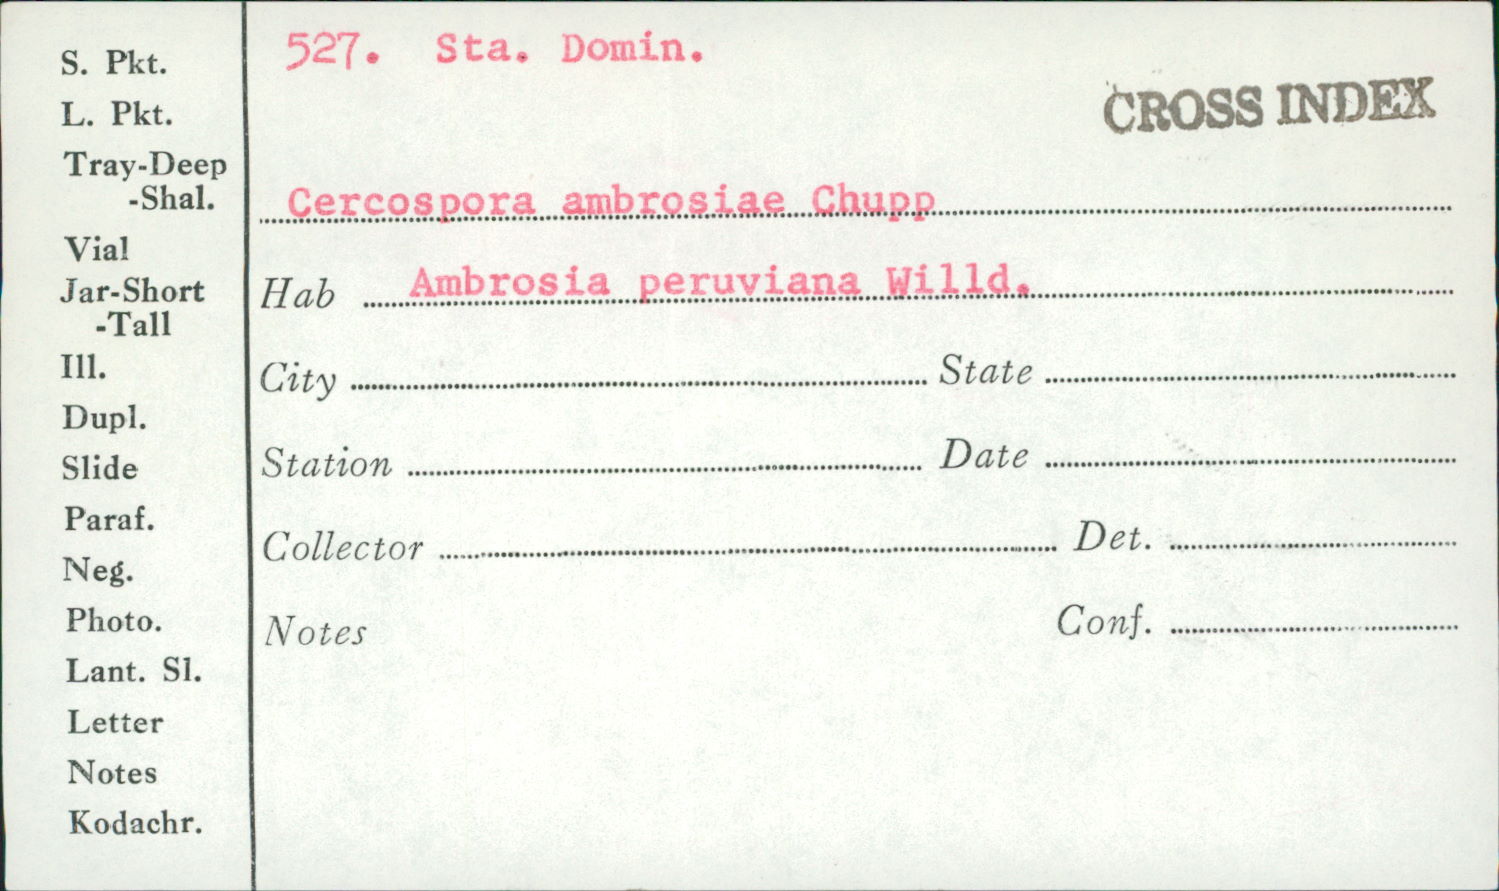 S. Pkt.
L. Pkt.
Tray-Deep
-Shal.
Vial
Jar-Short
-Tall
Ill.
Dupl.
Slide
Paraf.
Neg.
Photo.
Lant. Sl.
Letter
Notes
Kodachr.
527. Sta. Domin.
CROSS INDEX
Cercospora ambrosiae Chupp
Hab Ambrosia peruviana Willd.
City State
Station Date
Collector Det.
Notes Conf.